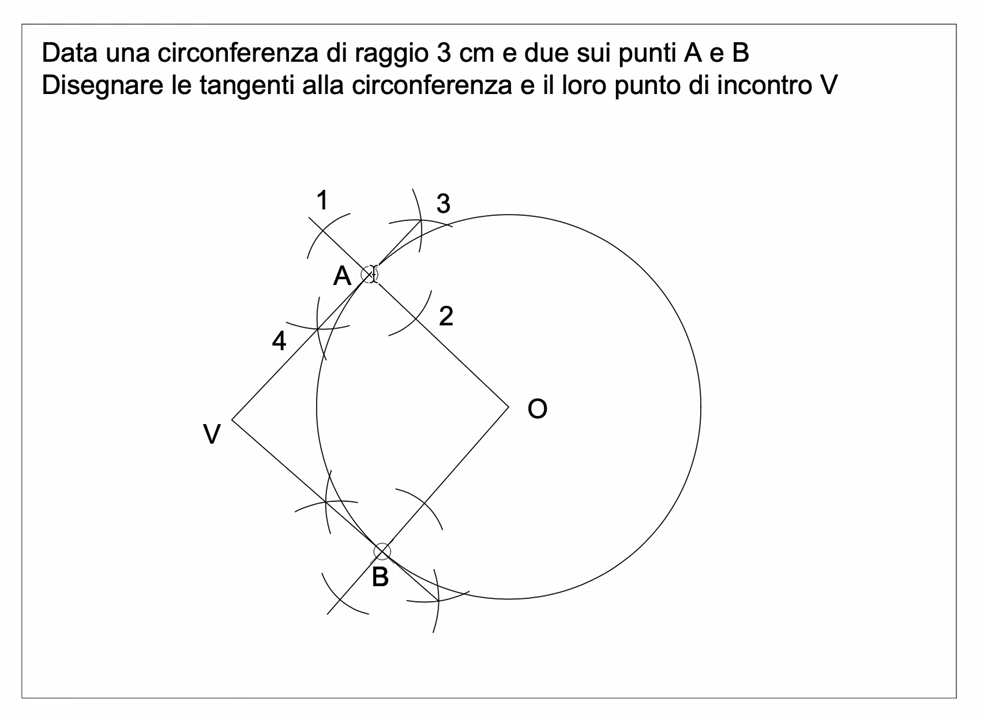 Data una circonferenza di raggio 3 cm e due sui punti A e B
Disegnare le tangenti alla circonferenza e il loro punto di incontro V
1
3
A
2
4
O
V
B